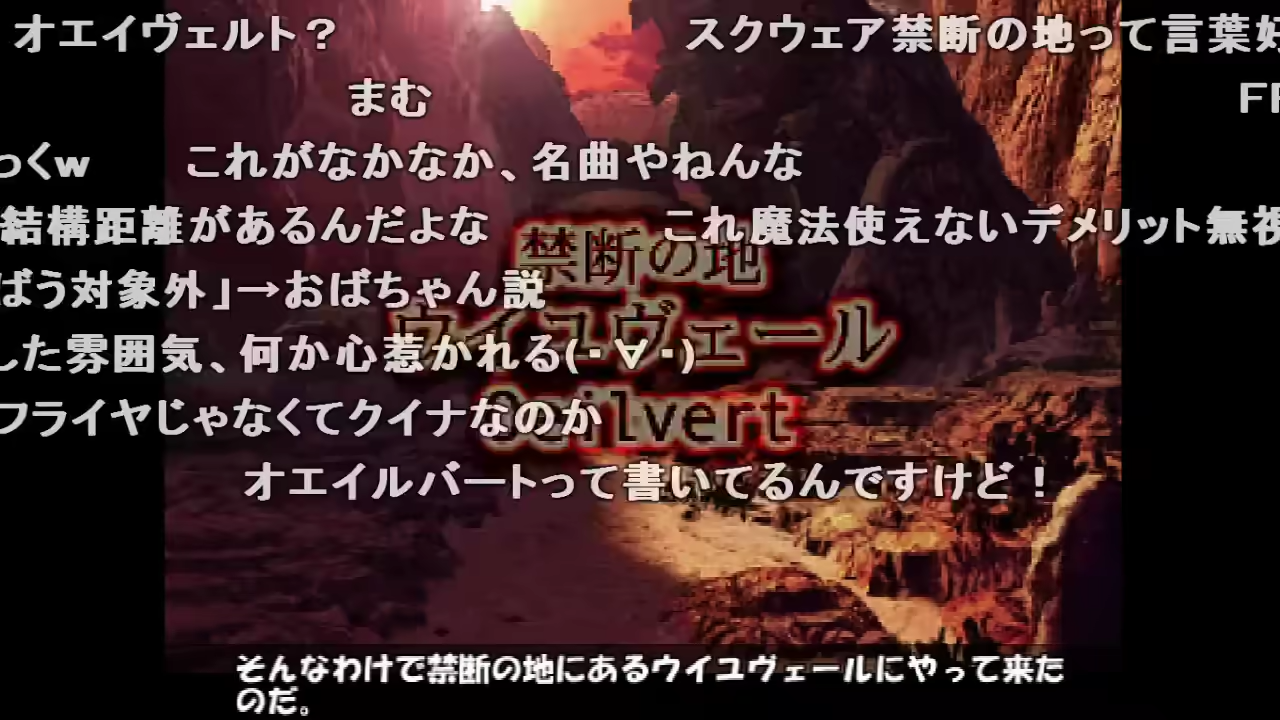 オエイヴェルト？
スクウェア禁断の地って言葉好
まむ
FF
っくw
これがなかなか、名曲やねんな
結構距離があるんだよな
これ魔法使えないデメリット無視
禁断の地
ばう対象外」→おばちゃん説
ウイユヴェール
した雰囲気、何か心惹かれる(･∀･)
フライヤじゃなくてクイナなのか
Oeilvert
オエイルバートって書いてるんですけど！
そんなわけで禁断の地にあるウイユヴェールにやって来た
のだ。